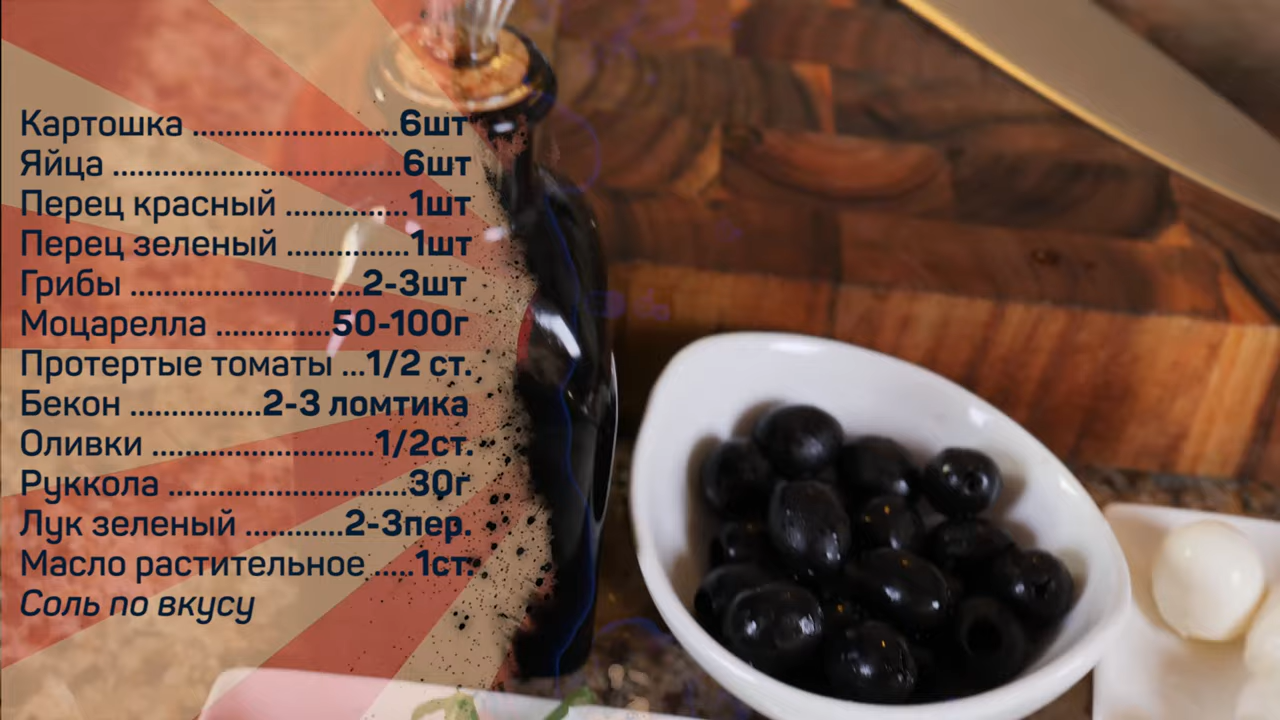 Картошка .........................6шт
Яйца ...................................6шт
Перец красный ...............1шт
Перец зеленый ...............1шт
Грибы ............................2-3шт
Моцарелла ..............50-100г
Протертые томаты ...1/2 ст.
Бекон ................2-3 ломтика
Оливки ...........................1/2ст.
Руккола .............................30г
Лук зеленый ............2-3пер.
Масло растительное .....1ст.
Соль по вкусу